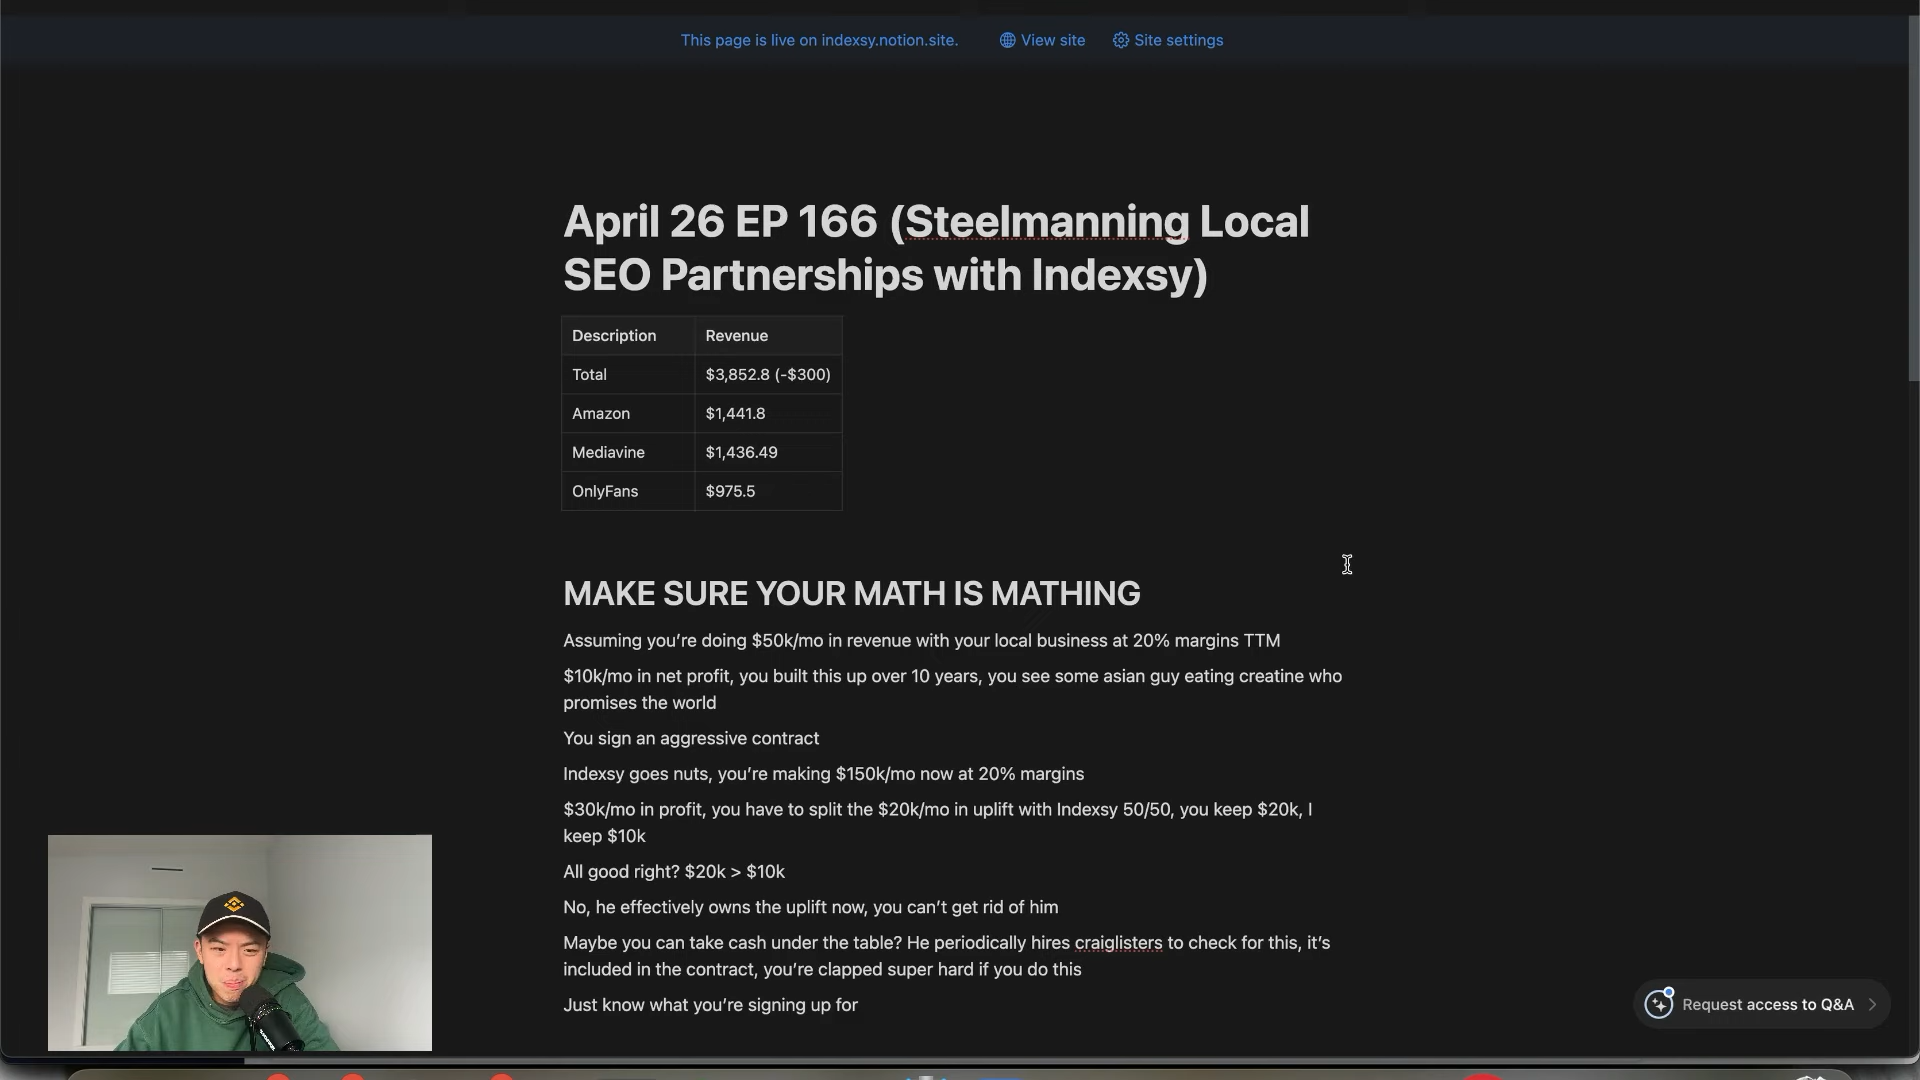 This page is live on indexsy.notion.site.
View site
Site settings
April 26 EP 166 (Steelmanning Local
SEO Partnerships with Indexsy)
Description Revenue
Total $3,852.8 (-$300)
Amazon $1,441.8
Mediavine $1,436.49
OnlyFans $975.5
MAKE SURE YOUR MATH IS MATHING
Assuming you’re doing $50k/mo in revenue with your local business at 20% margins TTM
$10k/mo in net profit, you built this up over 10 years, you see some asian guy eating creatine who
promises the world
You sign an aggressive contract
Indexsy goes nuts, you’re making $150k/mo now at 20% margins
$30k/mo in profit, you have to split the $20k/mo in uplift with Indexsy 50/50, you keep $20k, I
keep $10k
All good right? $20k > $10k
No, he effectively owns the uplift now, you can’t get rid of him
Maybe you can take cash under the table? He periodically hires craiglisters to check for this, it’s
included in the contract, you’re clapped super hard if you do this
Just know what you’re signing up for
Request access to Q&A